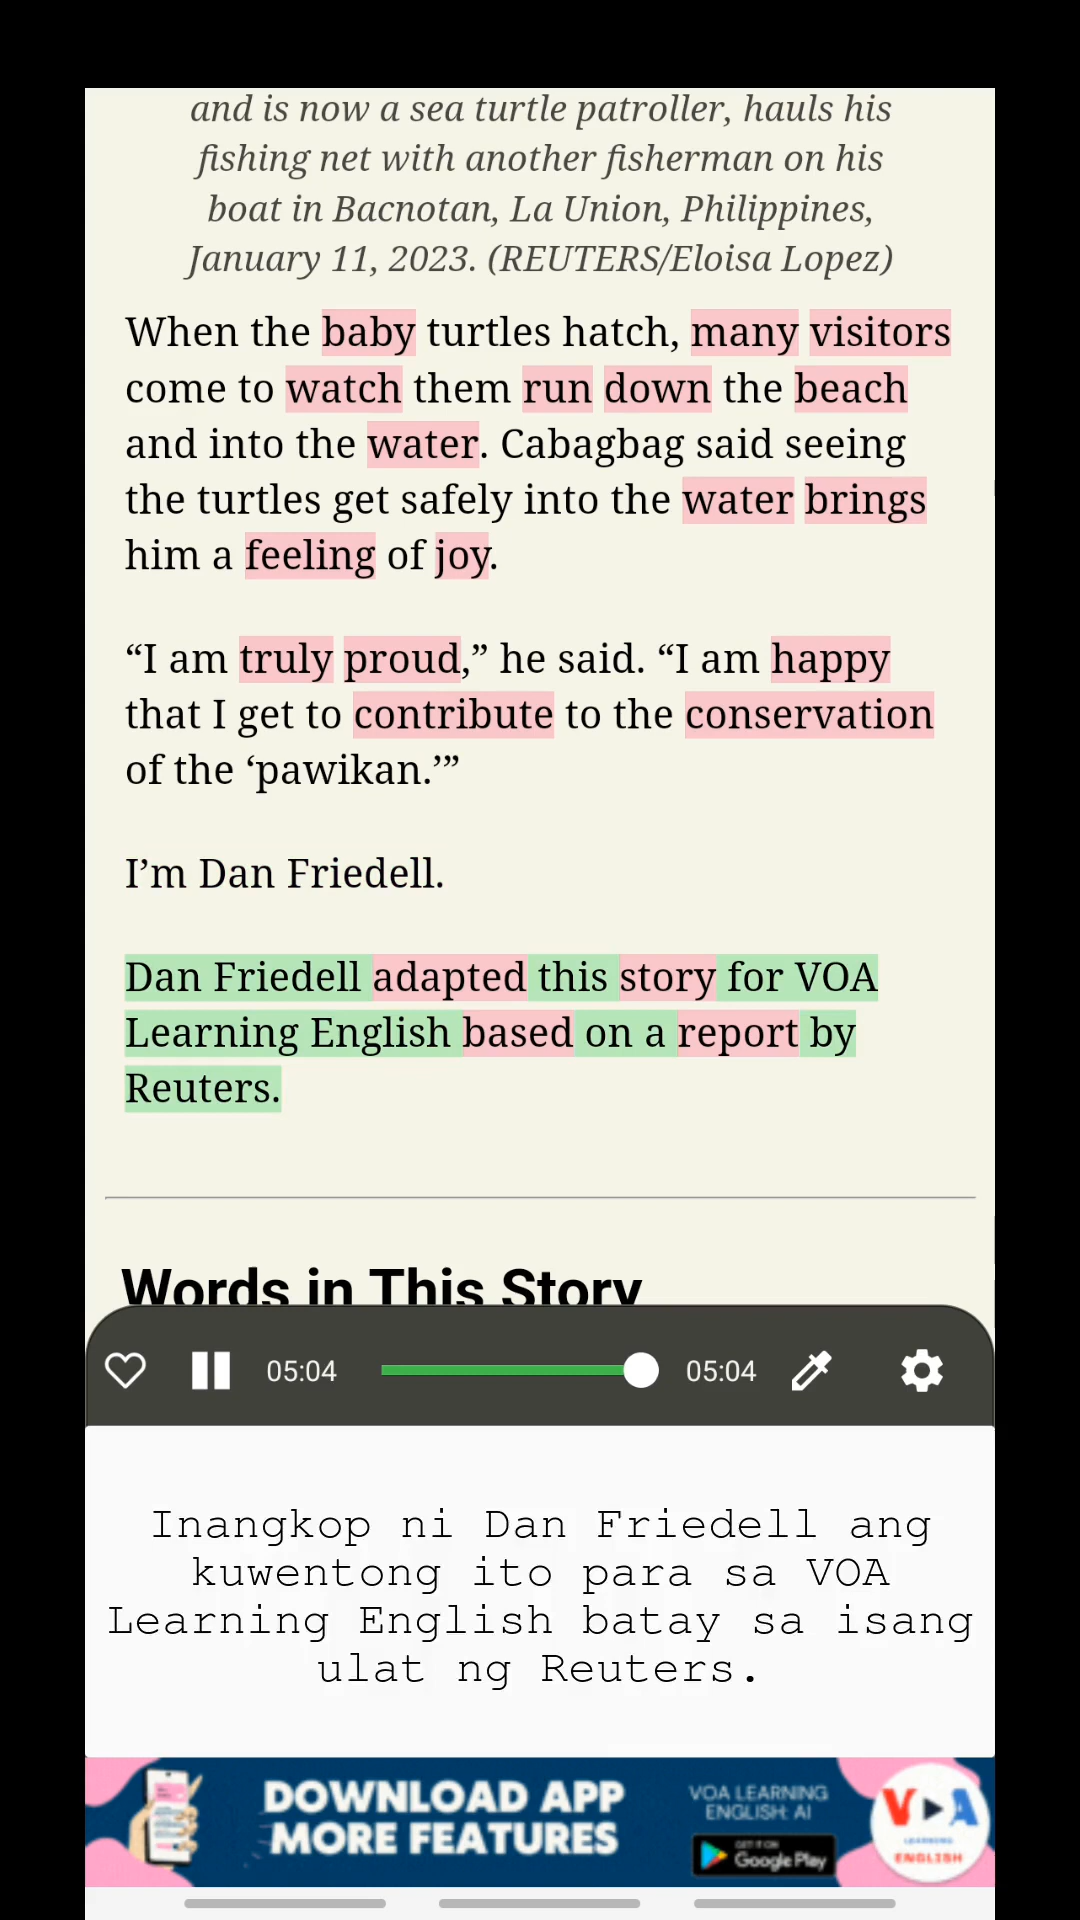 and is now a sea turtle patroller, hauls his
fishing net with another fisherman on his
boat in Bacnotan, La Union, Philippines,
January 11, 2023. (REUTERS/Eloisa Lopez)
When the baby turtles hatch, many visitors
come to watch them run down the beach
and into the water. Cabagbag said seeing
the turtles get safely into the water brings
him a feeling of joy.
“I am truly proud,” he said. “I am happy
that I get to contribute to the conservation
of the ‘pawikan.’”
I’m Dan Friedell.
Dan Friedell adapted this story for VOA
Learning English based on a report by
Reuters.
Words in This Story
05:04 05:04
Inangkop ni Dan Friedell ang
kuwentong ito para sa VOA
Learning English batay sa isang
ulat ng Reuters.
DOWNLOAD APP
MORE FEATURES
VOA LEARNING
ENGLISH: AI
GET IT ON
Google Play
VOA
LEARNING
ENGLISH